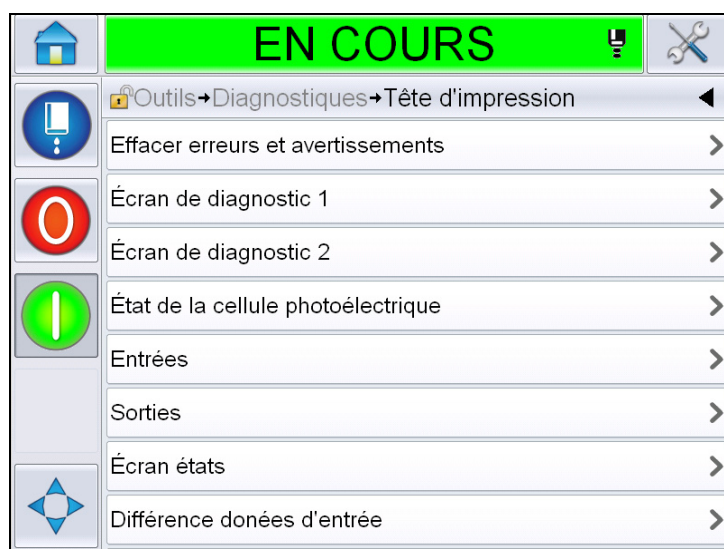 EN COURS
Outils→Diagnostiques→Tête d'impression
Effacer erreurs et avertissements
Écran de diagnostic 1
Écran de diagnostic 2
État de la cellule photoélectrique
Entrées
Sorties
Écran états
Différence donées d'entrée